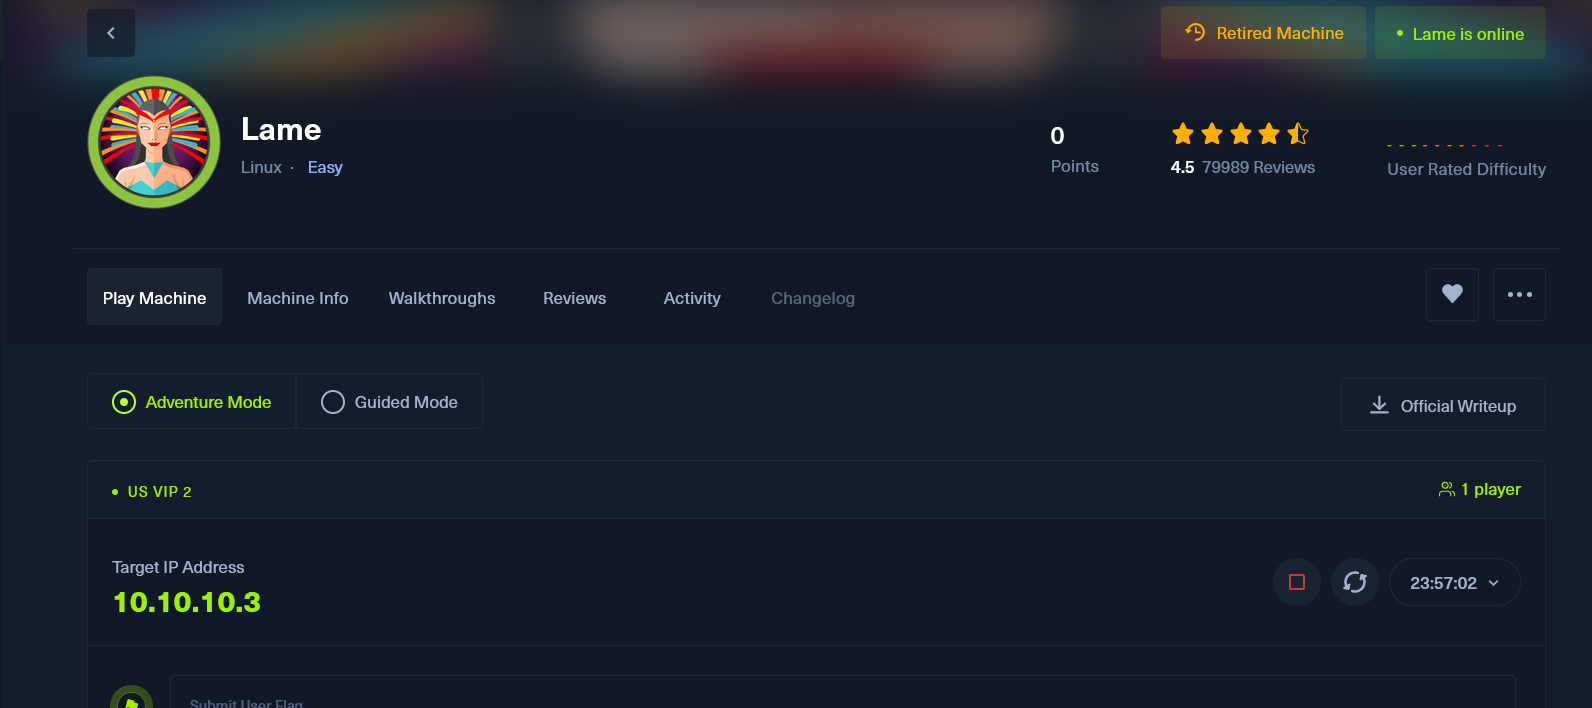 Retired Machine
Lame is online
Lame
Linux · Easy
0
Points
4.5 79989 Reviews
User Rated Difficulty
Play Machine
Machine Info
Walkthroughs
Reviews
Activity
Changelog
Adventure Mode
Guided Mode
Official Writeup
US VIP 2
1 player
Target IP Address
10.10.10.3
23:57:02
Submit User Flag